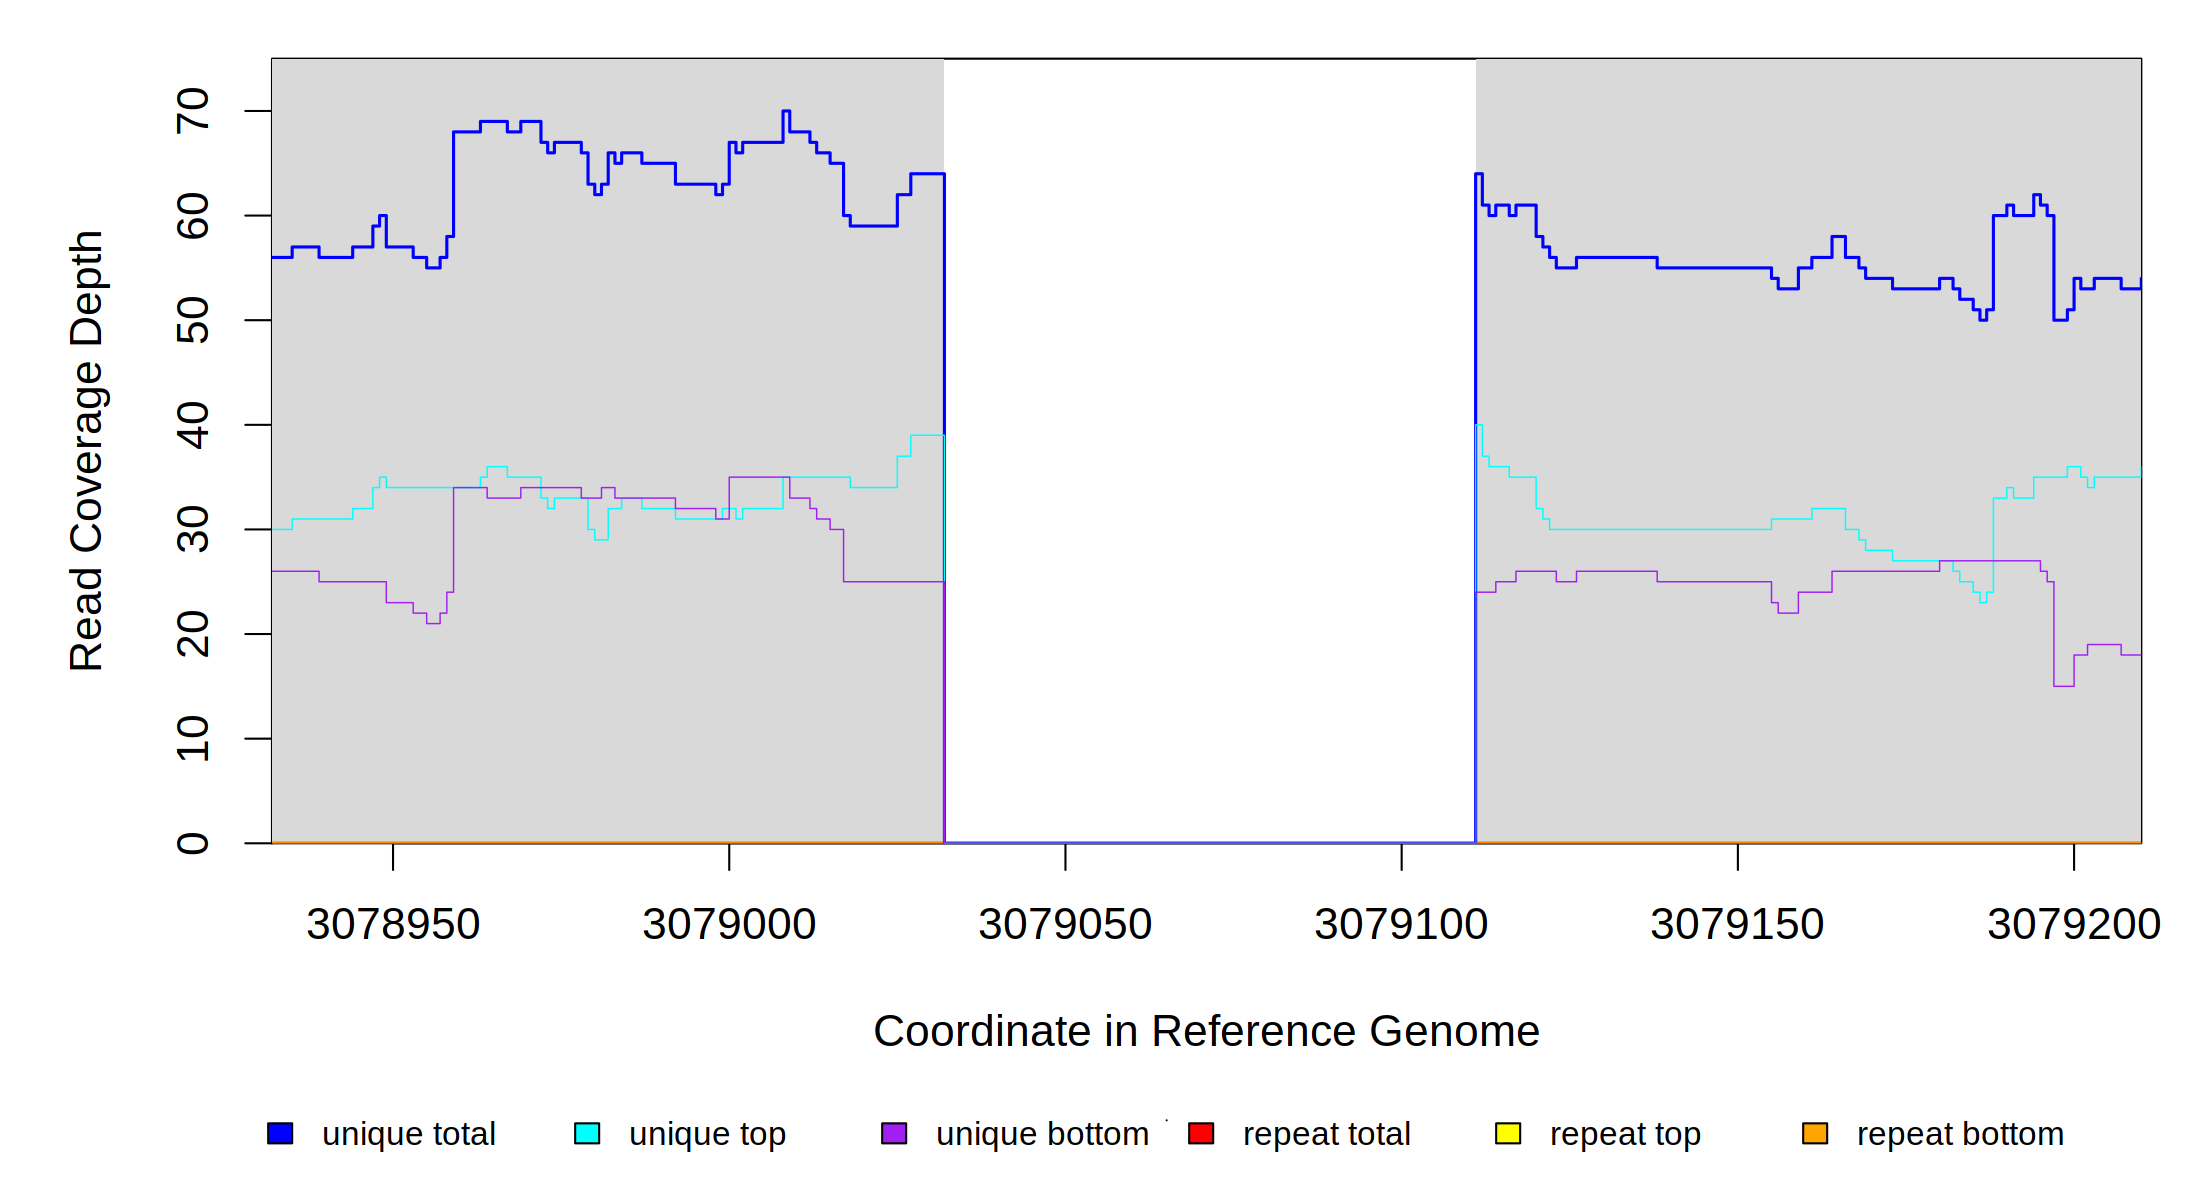 Read Coverage Depth
70
60
50
40
30
20
10
0
3078950 3079000 3079050 3079100 3079150 3079200
Coordinate in Reference Genome
unique total unique top unique bottom repeat total repeat top repeat bottom